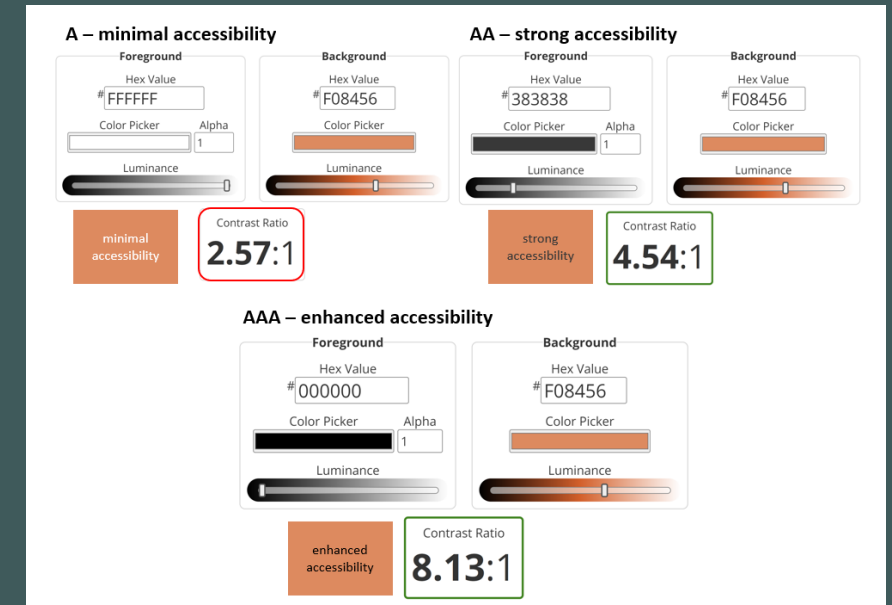 A – minimal accessibility
Foreground
Hex Value
# FFFFFF
Color Picker
Alpha
1
Luminance
Background
Hex Value
# F08456
Color Picker
Luminance
minimal
accessibility
Contrast Ratio
2.57:1
AA – strong accessibility
Foreground
Hex Value
# 383838
Color Picker
Alpha
1
Luminance
Background
Hex Value
# F08456
Color Picker
Luminance
strong
accessibility
Contrast Ratio
4.54:1
AAA – enhanced accessibility
Foreground
Hex Value
# 000000
Color Picker
Alpha
1
Luminance
Background
Hex Value
# F08456
Color Picker
Luminance
enhanced
accessibility
Contrast Ratio
8.13:1